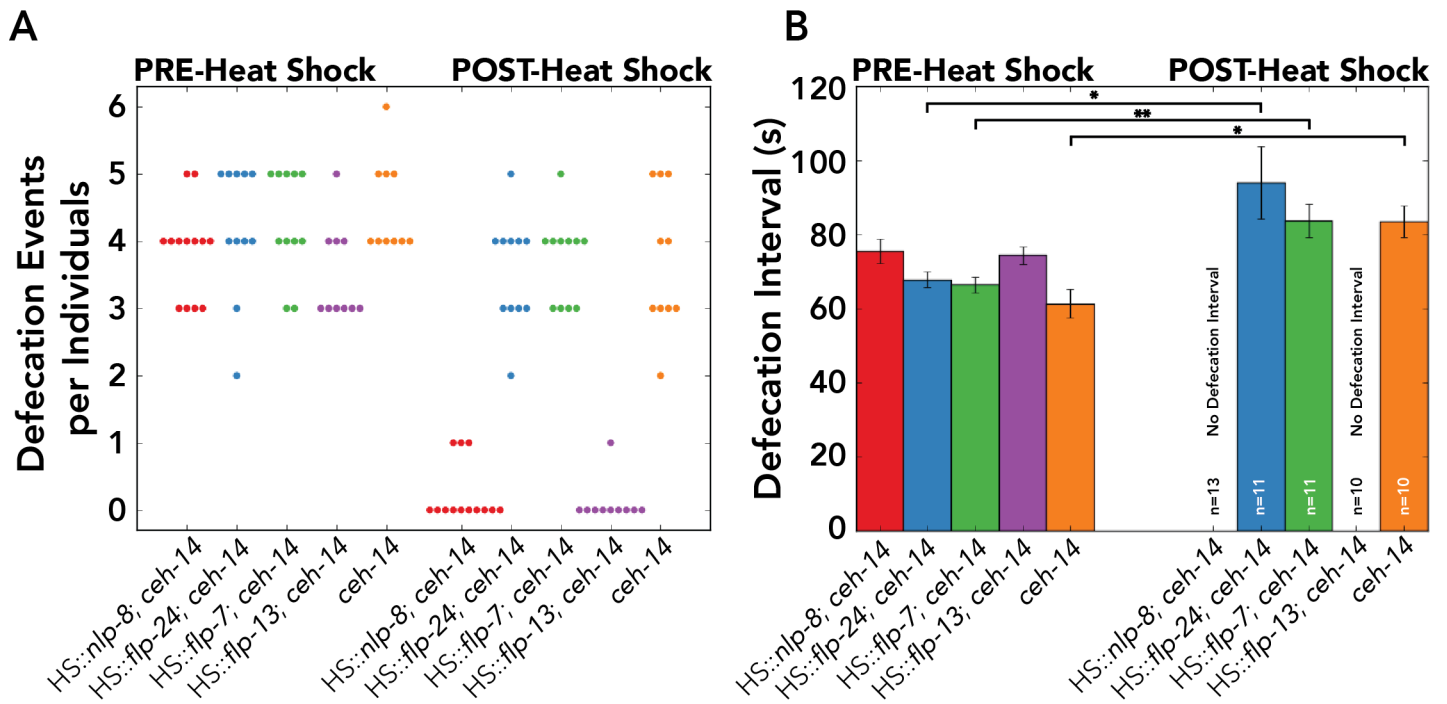 A
PRE-Heat Shock POST-Heat Shock
Defecation Events
per Individuals
6
5
4
3
2
1
0
HS::nlp-8; ceh-14
HS::flp-24; ceh-14
HS::flp-7; ceh-14
HS::flp-13; ceh-14
ceh-14
HS::nlp-8; ceh-14
HS::flp-24; ceh-14
HS::flp-7; ceh-14
HS::flp-13; ceh-14
ceh-14
B
PRE-Heat Shock POST-Heat Shock
Defecation Interval (s)
120
100
80
60
40
20
0
*
**
*
No Defecation Interval
n=13
n=11
n=11
No Defecation Interval
n=10
n=10
HS::nlp-8; ceh-14
HS::flp-24; ceh-14
HS::flp-7; ceh-14
HS::flp-13; ceh-14
ceh-14
HS::nlp-8; ceh-14
HS::flp-24; ceh-14
HS::flp-7; ceh-14
HS::flp-13; ceh-14
ceh-14